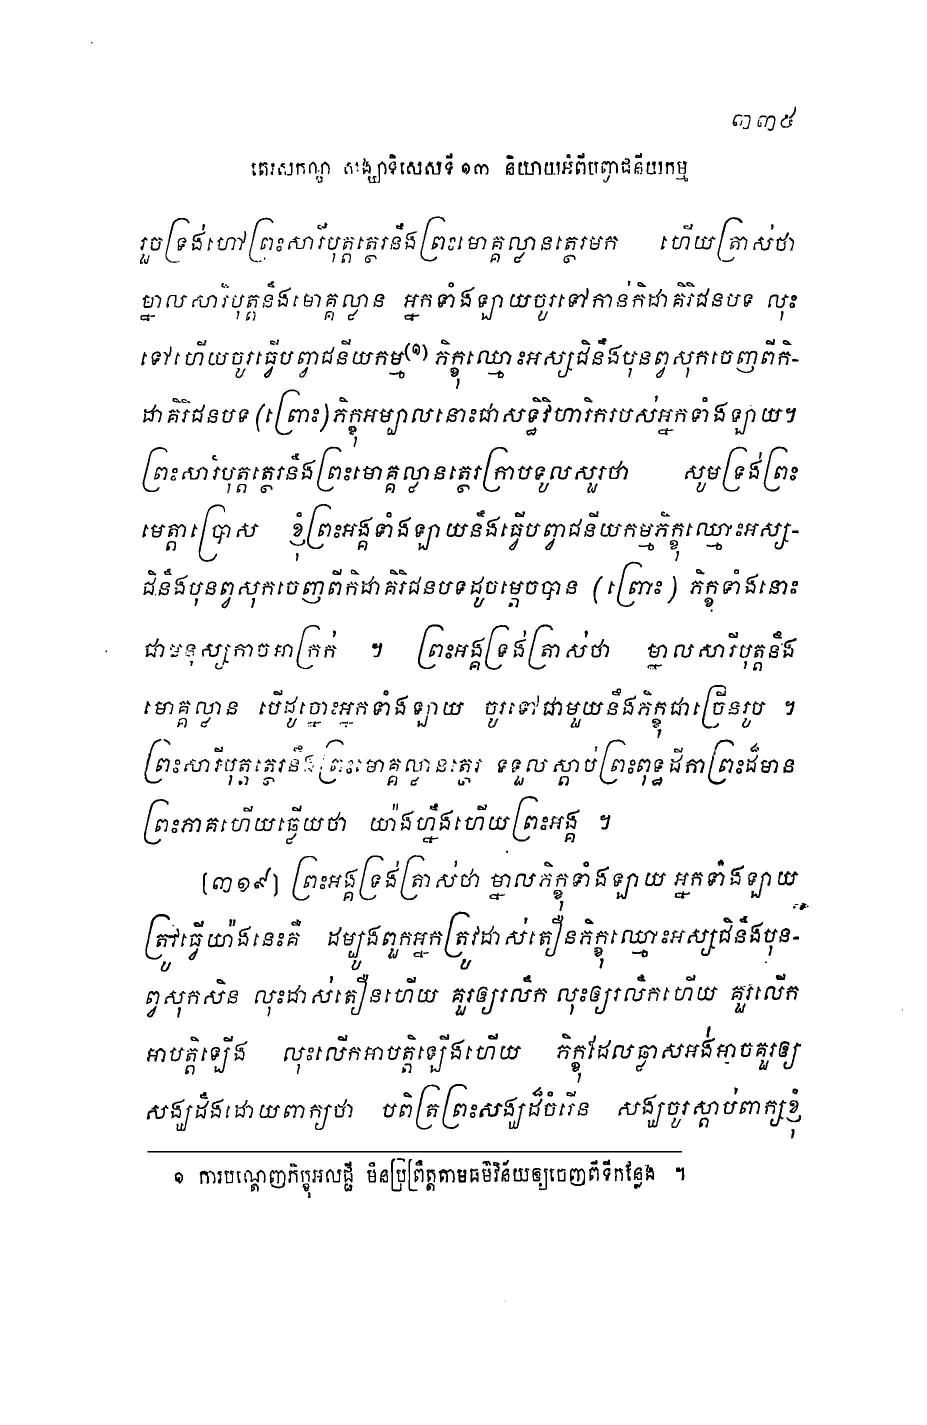 ៣៣៥
តេរសកណ្ឌ សង្ឃាទិសេសទី ១៣ និយាយអំពីបញ្វជនីយកម្ម
រួចទ្រង់ហៅព្រះសារីបុត្តត្ថេរនឹងព្រះមោគ្គល្លានត្ថេរមក ហើយត្រាស់ថា
ម្នាលសារីបុត្តនឹងមោគ្គល្លាន អ្នកទាំងឡាយចូរទៅកាន់កិដាគិរីជនបទ លុះ
ទៅហើយចូរធ្វើបព្វាជនីយកម្ម(១) ភិក្ខុឈ្មោះអស្សជិនឹងបុនព្វសុកចេញពីកិ-
ដាគិរីជនបទ (ព្រោះ) ភិក្ខុអម្បាលនោះជាសទ្ធិវិហារិករបស់អ្នកទាំងឡាយ។
ព្រះសារីបុត្តត្ថេរនឹងព្រះមោគ្គល្លានត្ថេរក្រាបទូលសួរថា សូមទ្រង់ព្រះ
មេត្តាប្រោស ខ្ញុំព្រះអង្គទាំងឡាយនឹងធ្វើបព្វាជនីយកម្មភិក្ខុឈ្មោះអស្ស-
ជិនឹងបុនព្វសុកចេញពីកិដាគិរីជនបទដូចម្តេចបាន (ព្រោះ) ភិក្ខុទាំងនោះ
ជាមនុស្សកាចអាក្រក់ ។ ព្រះអង្គទ្រង់ត្រាស់ថា ម្នាលសារីបុត្តនឹង
មោគ្គល្លាន បើដូច្នោះអ្នកទាំងឡាយ ចូរទៅជាមួយនឹងភិក្ខុជាច្រើនរូប ។
ព្រះសារីបុត្តត្ថេរនឹងព្រះមោគ្គល្លានត្ថេរ ទទួលស្តាប់ព្រះពុទ្ធដីកាព្រះដ៏មាន
ព្រះភាគហើយឆ្លើយថា យ៉ាងហ្នឹងហើយព្រះអង្គ ។
[៣១៩] ព្រះអង្គទ្រង់ត្រាស់ថា ម្នាលភិក្ខុទាំងឡាយ អ្នកទាំងឡាយ
ត្រូវធ្វើយ៉ាងនេះគឺ ដម្បូងពួកអ្នកត្រូវដាស់តឿនភិក្ខុឈ្មោះអស្សជិនឹងបុន-
ព្វសុកសិន លុះដាស់តឿនហើយ គួរឲ្យរលឹក លុះឲ្យរលឹកហើយ គួរលើក
អាបត្តិឡើង លុះលើកអាបត្តិឡើងហើយ ភិក្ខុដែលឆ្លាសអង់អាចគួរឲ្យ
សង្ឃដឹងដោយពាក្យថា បពិត្រព្រះសង្ឃដ៏ចំរើន សង្ឃចូរស្តាប់ពាក្យខ្ញុំ
១ ការបណ្តេញភិក្ខុអលជ្ជី មិនប្រព្រឹត្តតាមធម៌វិន័យឲ្យចេញពីទីកន្លែង ។